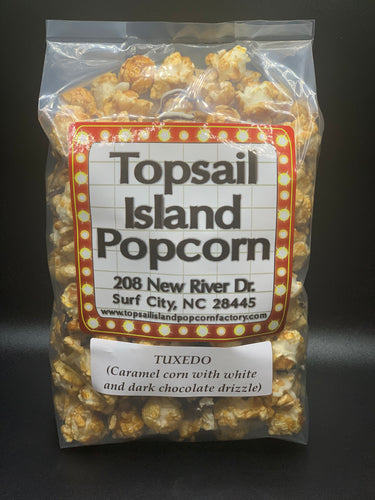 Topsail
Island
Popcorn
208 New River Dr.
Surf City, NC 28445
www.topsailislandpopcornfactory.com
TUXEDO
(Caramel corn with white
and dark chocolate drizzle)